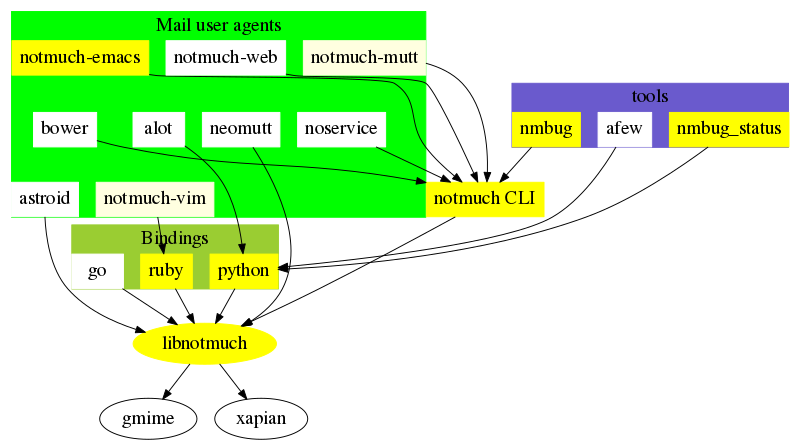 Mail user agents
notmuch-emacs
notmuch-web
notmuch-mutt
tools
bower
alot
neomutt
noservice
nmbug
afew
nmbug_status
astroid
notmuch-vim
notmuch CLI
Bindings
go
ruby
python
libnotmuch
gmime
xapian